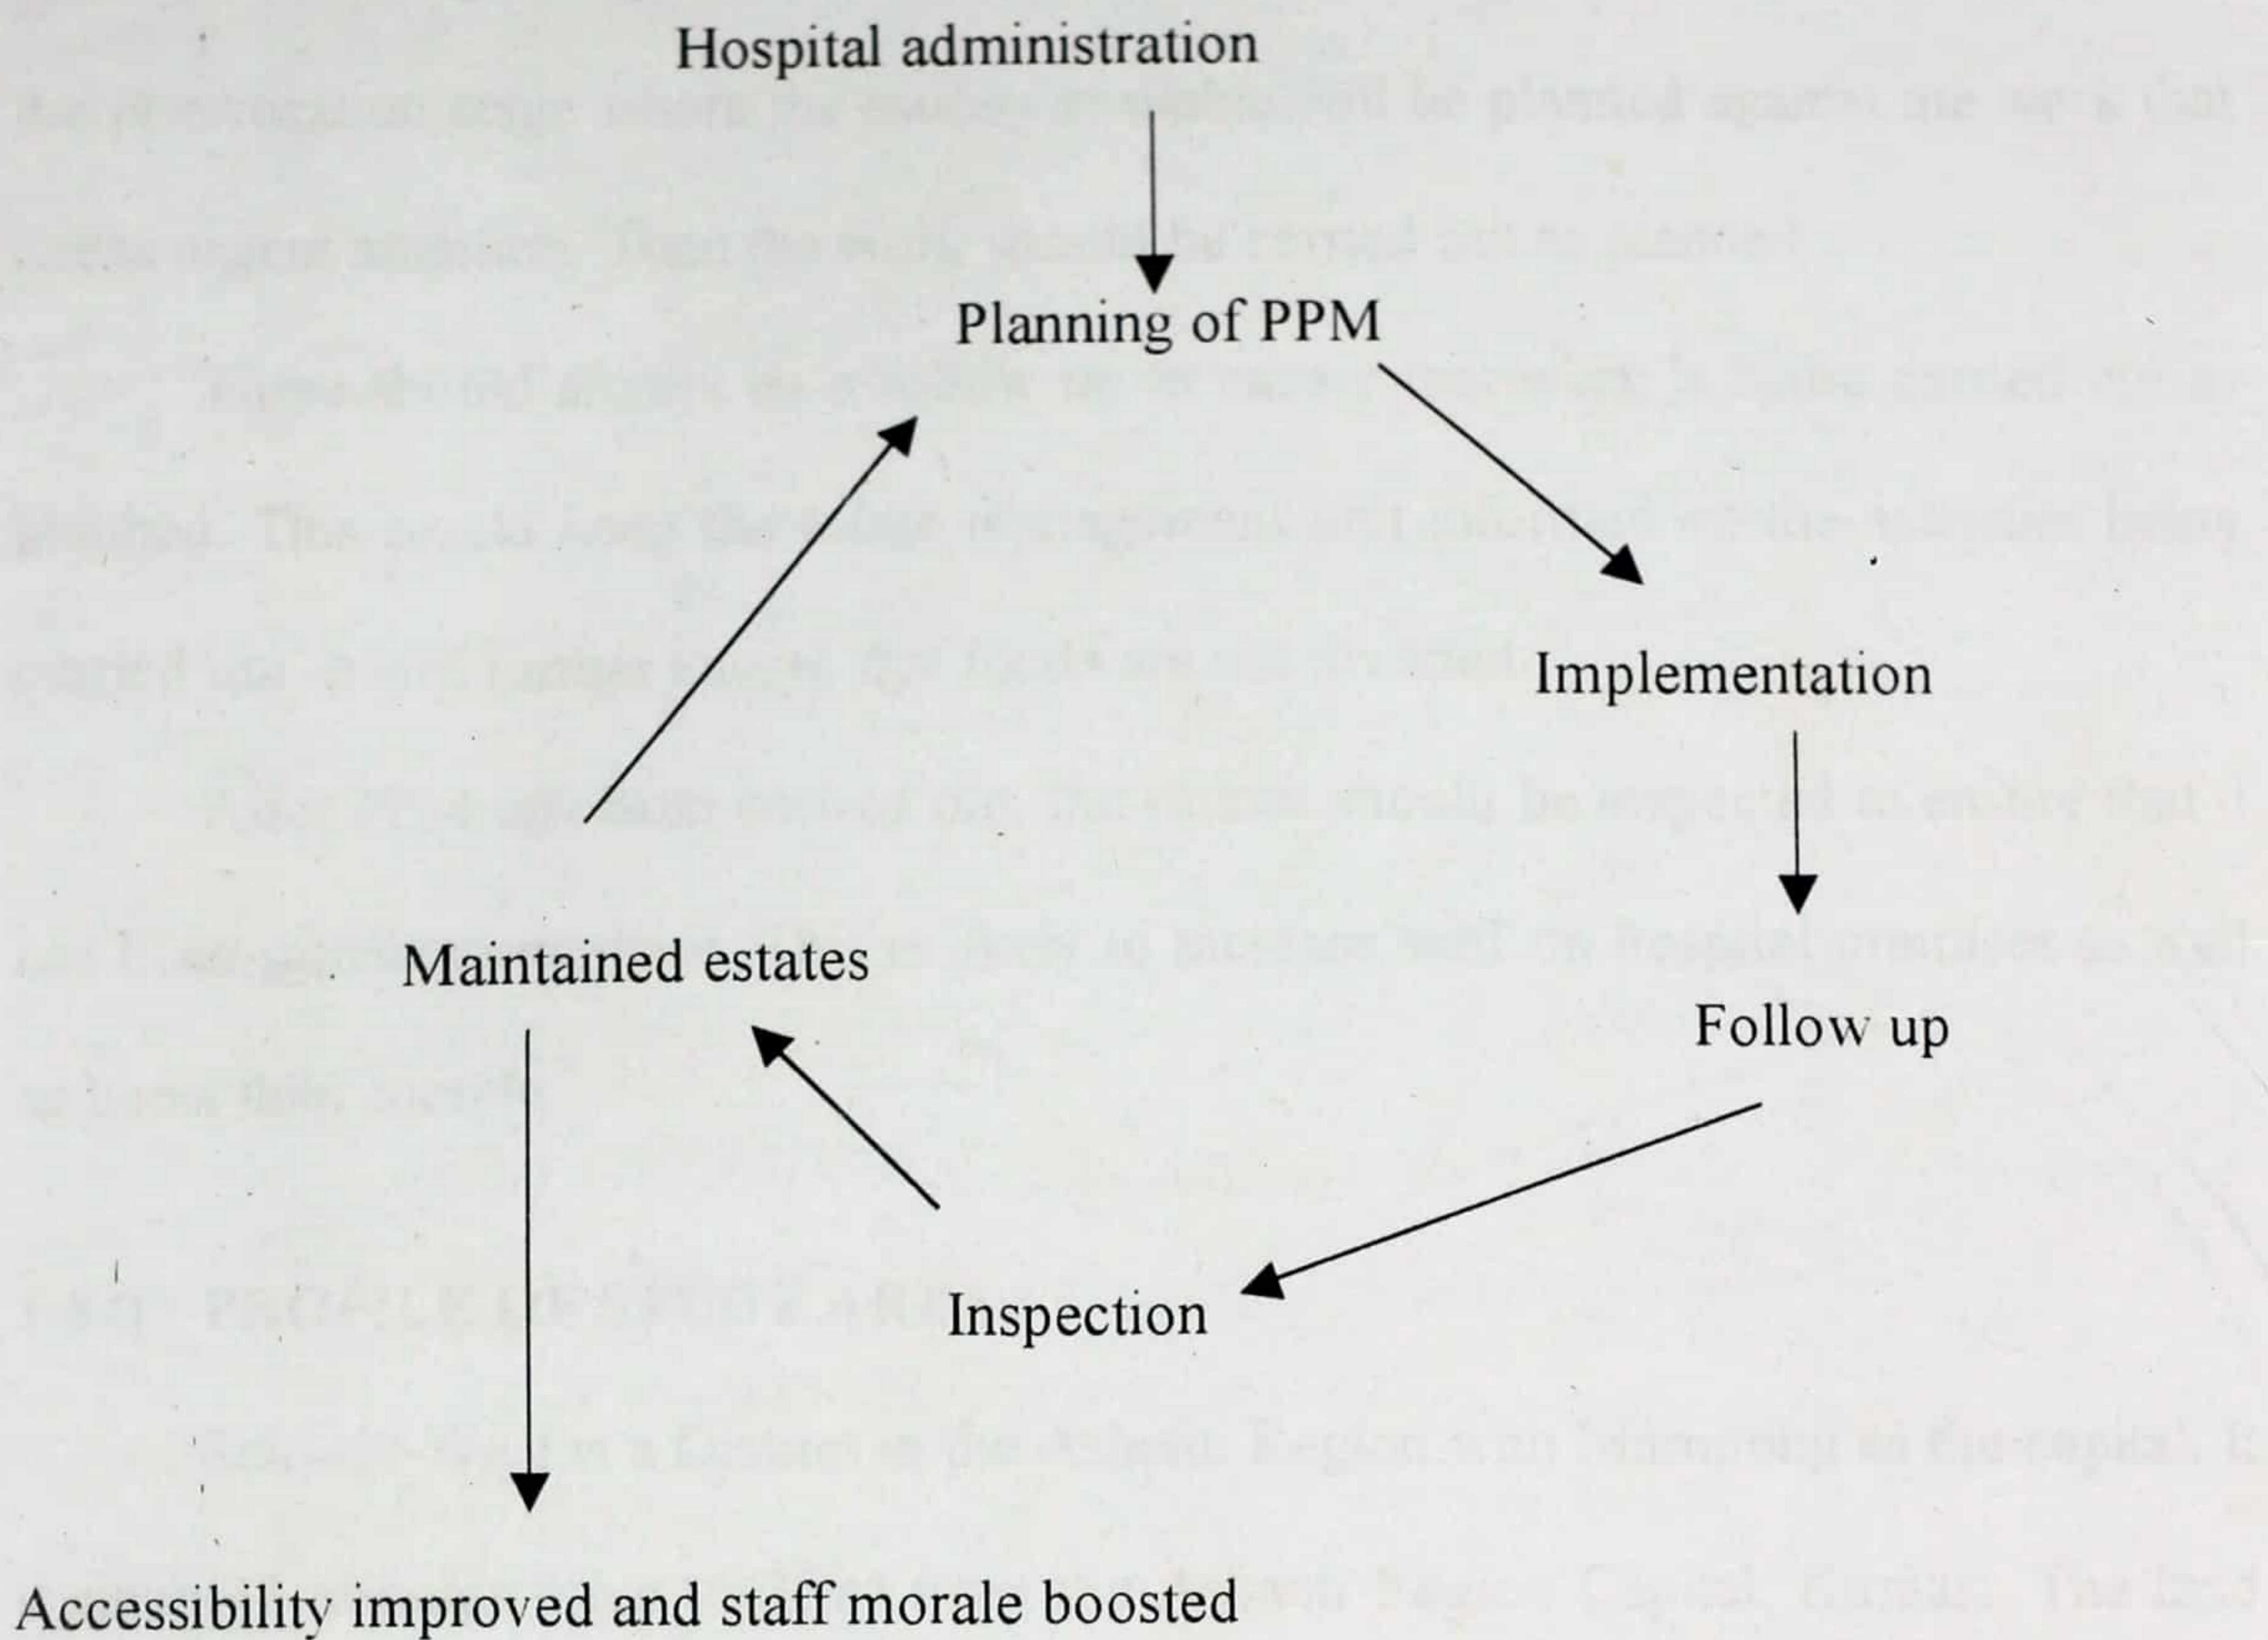 Hospital administration
Planning of PPM
Implementation
Maintained estates
Follow up
Inspection
Accessibility improved and staff morale boosted